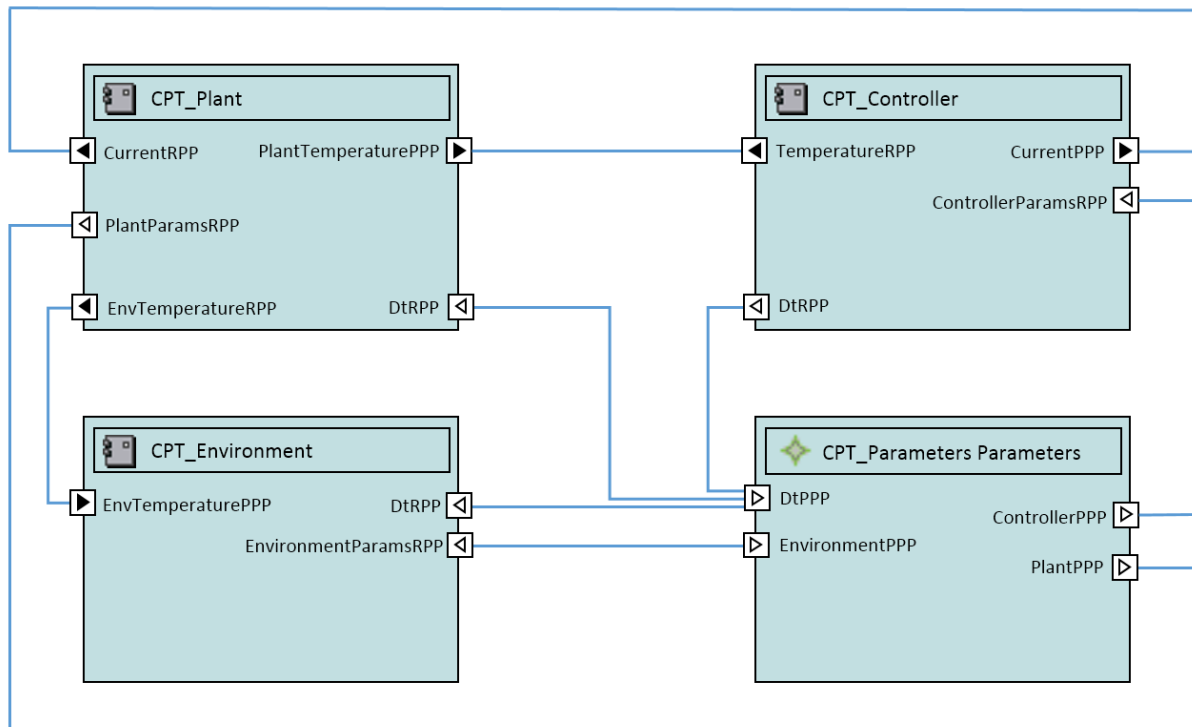 CPT_Plant
CurrentRPP
PlantTemperaturePPP
PlantParamsRPP
EnvTemperatureRPP
DtRPP
CPT_Controller
TemperatureRPP
CurrentPPP
ControllerParamsRPP
DtRPP
CPT_Environment
EnvTemperaturePPP
DtRPP
EnvironmentParamsRPP
CPT_Parameters Parameters
DtPPP
ControllerPPP
EnvironmentPPP
PlantPPP